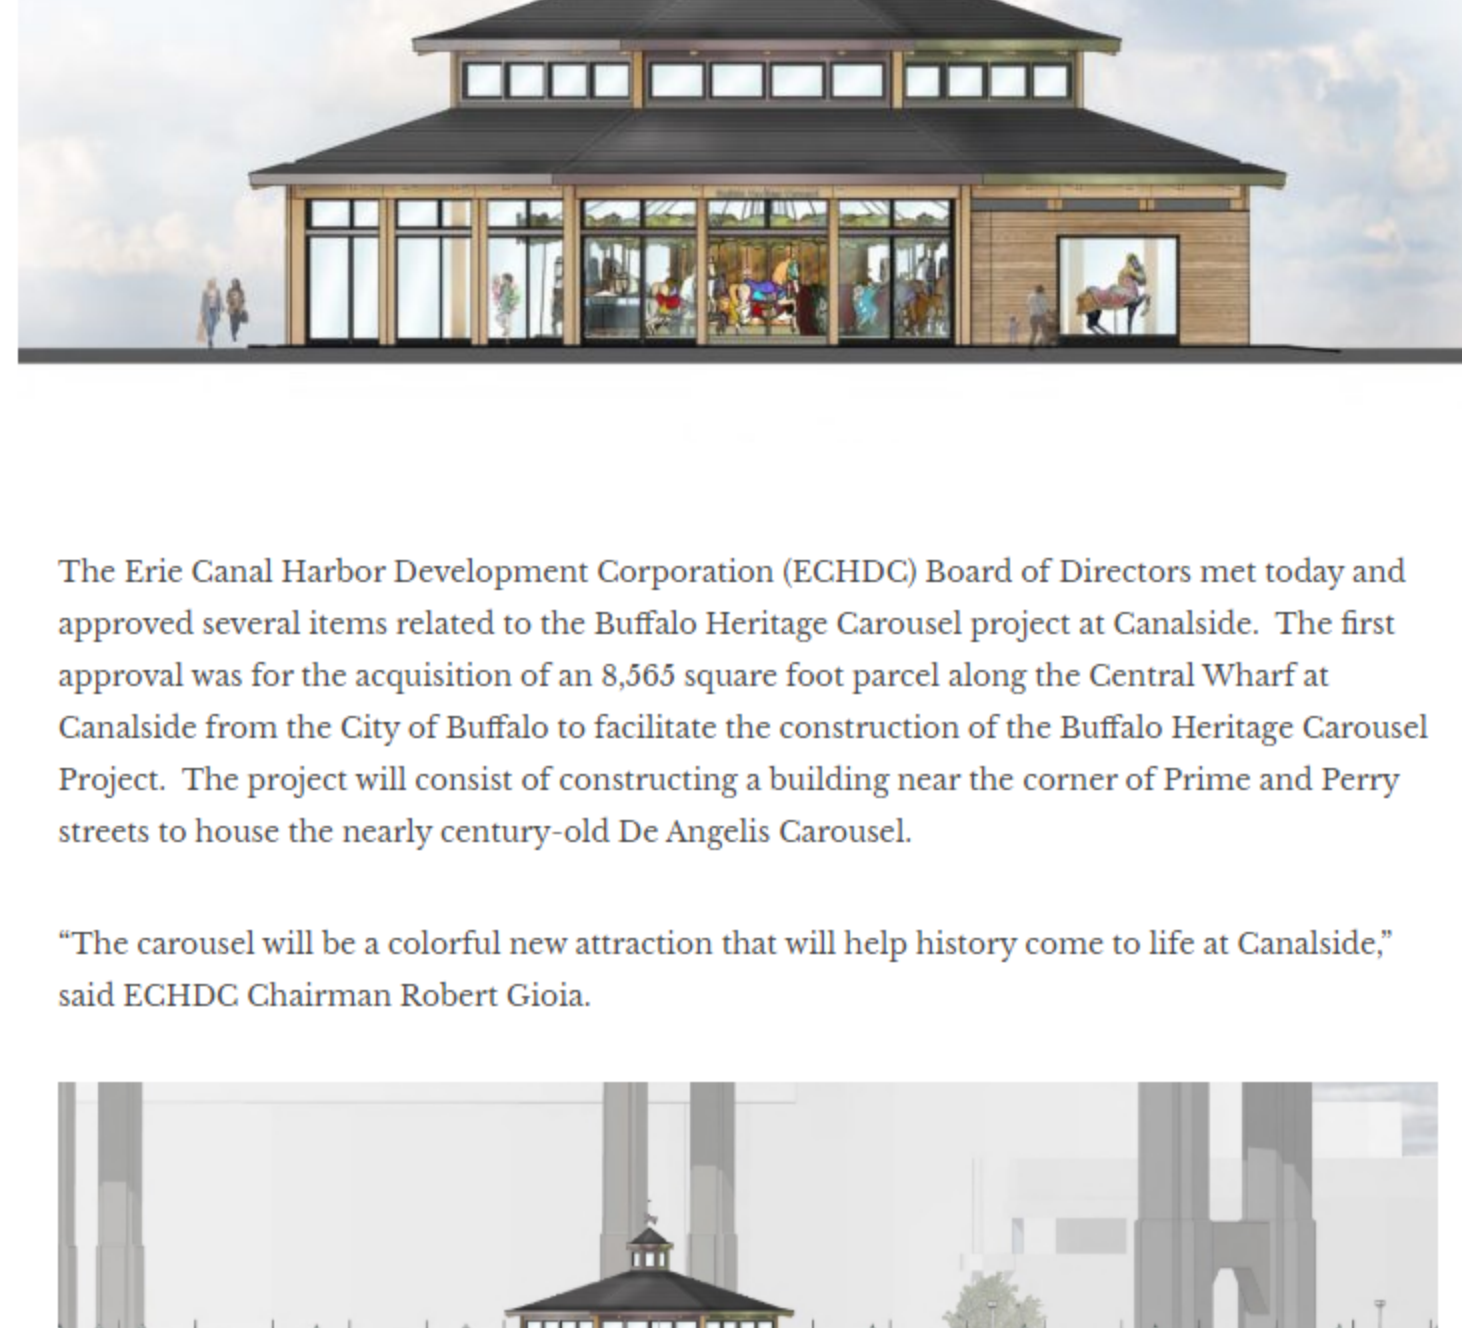 The Erie Canal Harbor Development Corporation (ECHDC) Board of Directors met today and
approved several items related to the Buffalo Heritage Carousel project at Canalside.  The first
approval was for the acquisition of an 8,565 square foot parcel along the Central Wharf at
Canalside from the City of Buffalo to facilitate the construction of the Buffalo Heritage Carousel
Project.  The project will consist of constructing a building near the corner of Prime and Perry
streets to house the nearly century-old De Angelis Carousel.
“The carousel will be a colorful new attraction that will help history come to life at Canalside,”
said ECHDC Chairman Robert Gioia.